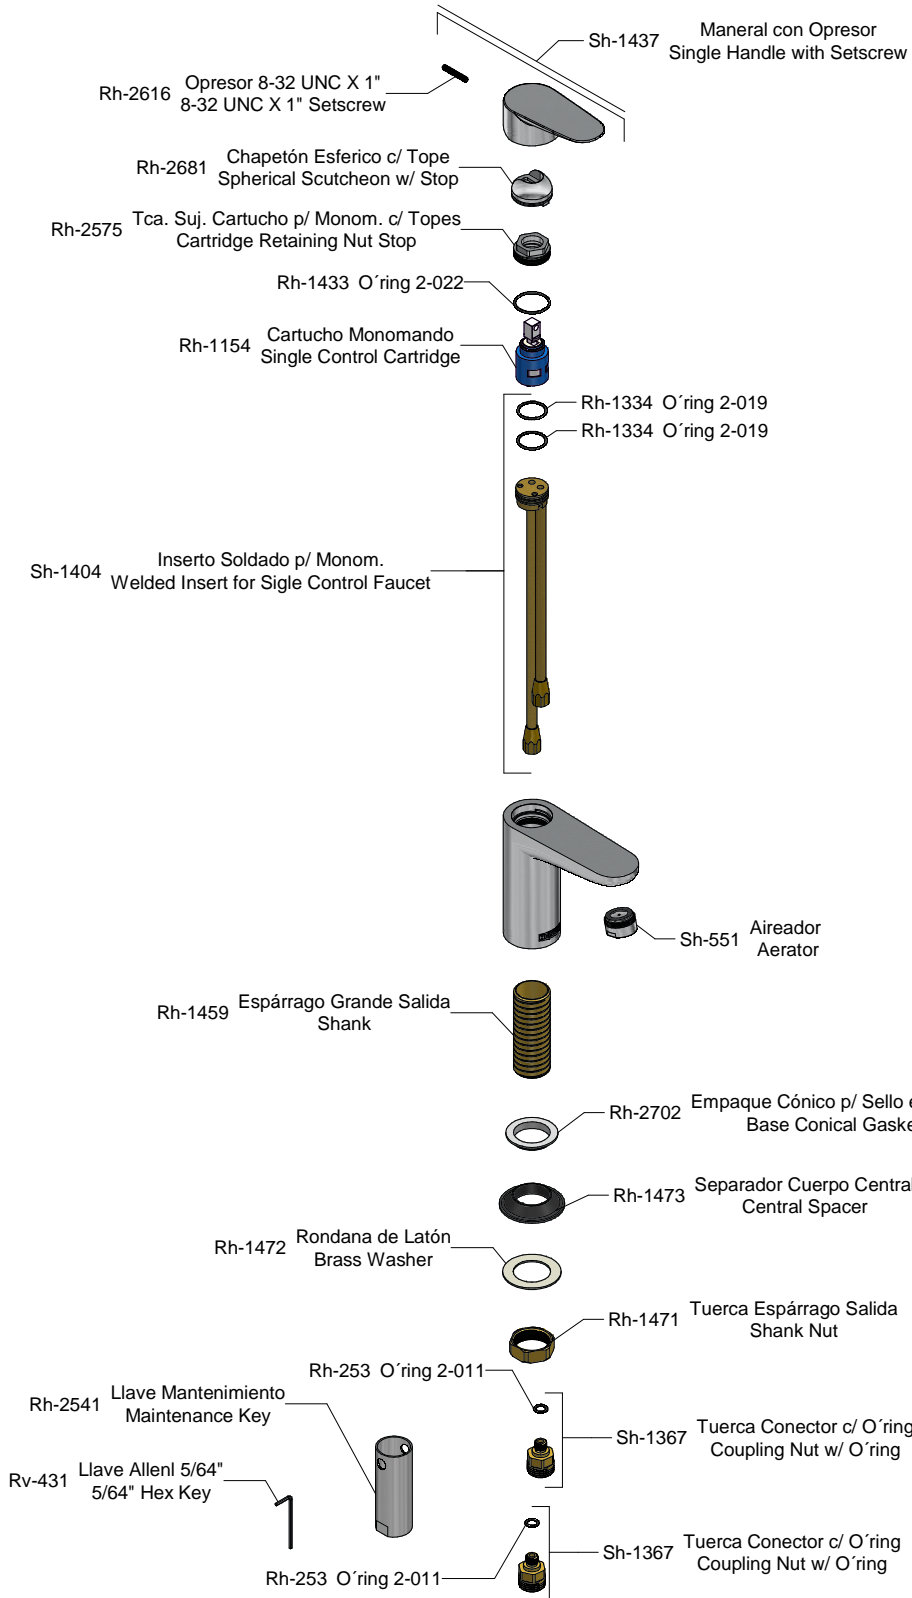 Sh-1437
Maneral con Opresor
Single Handle with Setscrew
Rh-2616
Opresor 8-32 UNC X 1"
8-32 UNC X 1" Setscrew
Rh-2681
Chapetón Esferico c/ Tope
Spherical Scutcheon w/ Stop
Rh-2575
Tca. Suj. Cartucho p/ Monom. c/ Topes
Cartridge Retaining Nut Stop
Rh-1433 O´ring 2-022
Rh-1154
Cartucho Monomando
Single Control Cartridge
Rh-1334 O´ring 2-019
Rh-1334 O´ring 2-019
Sh-1404
Inserto Soldado p/ Monom.
Welded Insert for Sigle Control Faucet
Sh-551
Aireador
Aerator
Rh-1459
Espárrago Grande Salida
Shank
Rh-2702
Empaque Cónico p/ Sello
Base Conical Gaske
Rh-1473
Separador Cuerpo Central
Central Spacer
Rh-1472
Rondana de Latón
Brass Washer
Rh-1471
Tuerca Espárrago Salida
Shank Nut
Rh-253 O´ring 2-011
Rh-2541
Llave Mantenimiento
Maintenance Key
Sh-1367
Tuerca Conector c/ O´ring
Coupling Nut w/ O´ring
Rv-431
Llave Allenl 5/64"
5/64" Hex Key
Sh-1367
Tuerca Conector c/ O´ring
Coupling Nut w/ O´ring
Rh-253 O´ring 2-011